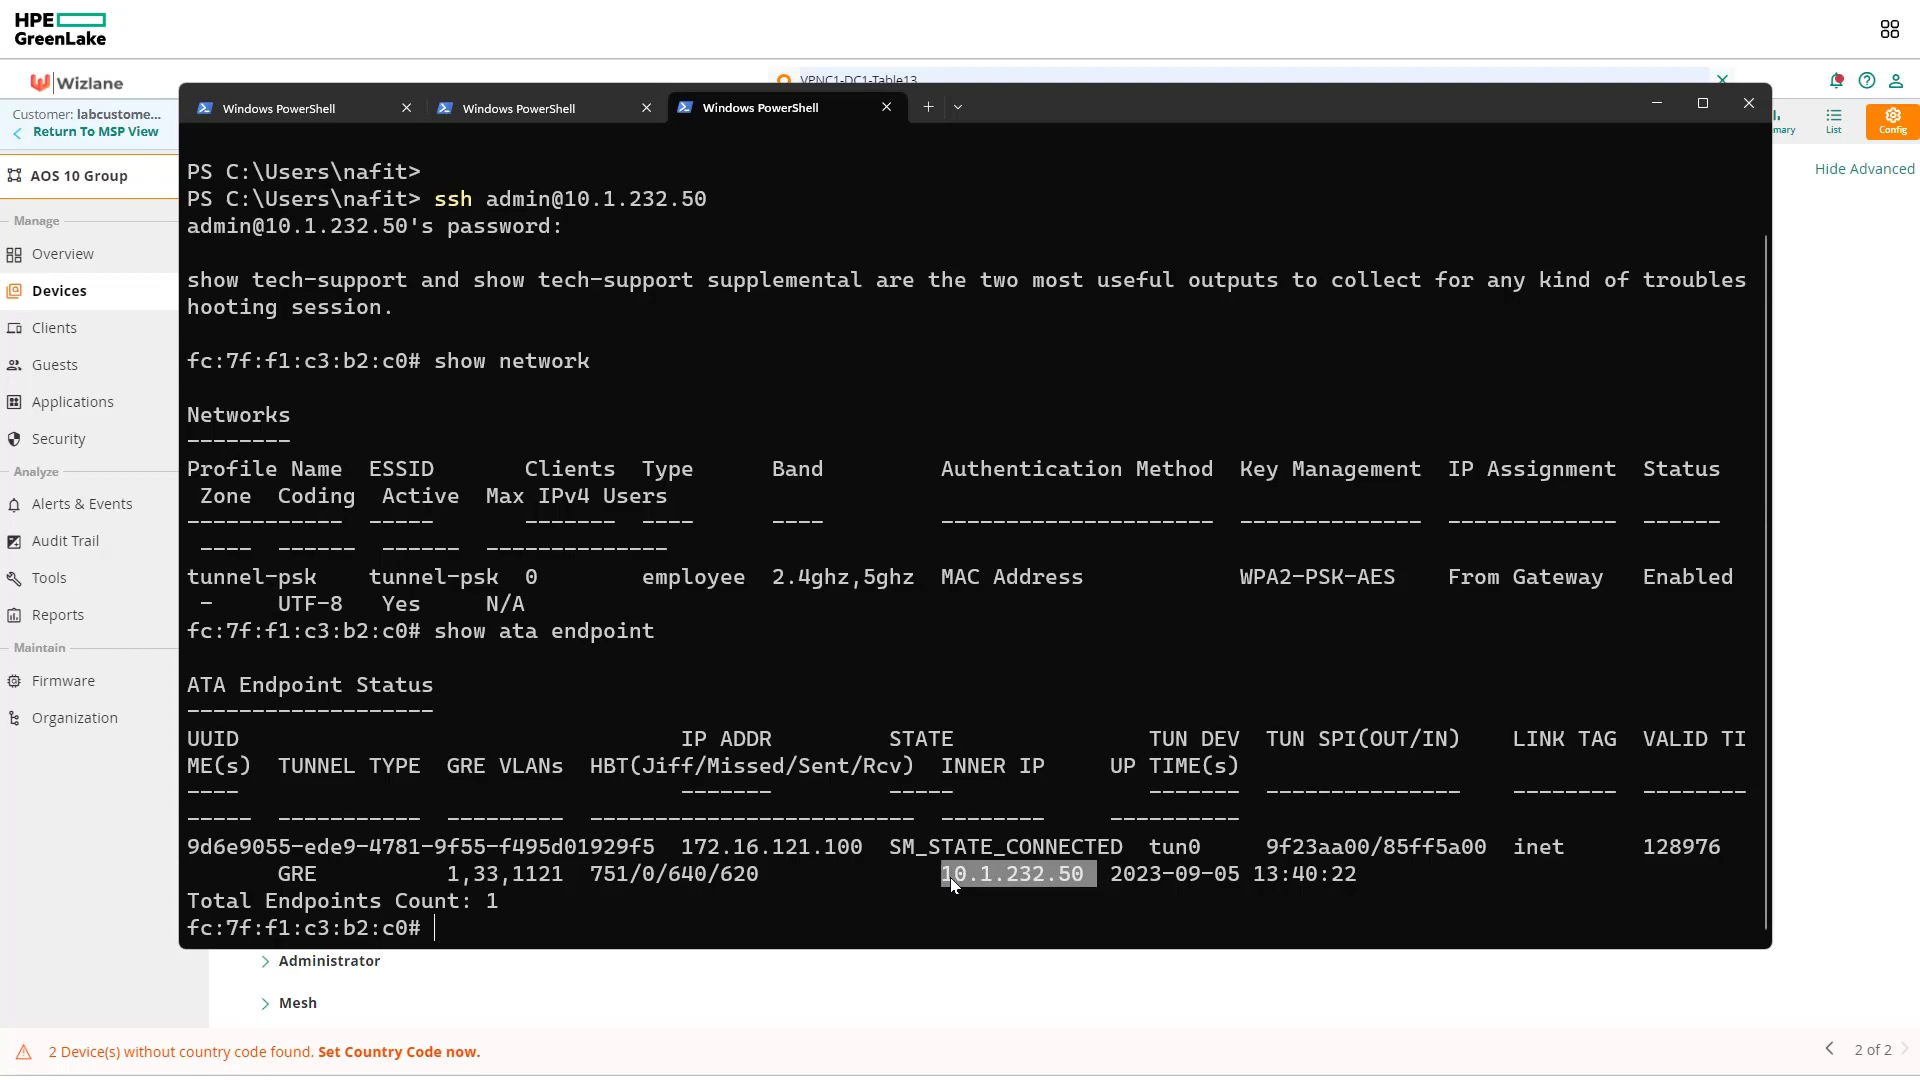 HPE
GreenLake
Wizlane
VPNC1-DC1-Table13
Customer: labcustome...
Return To MSP View
Windows PowerShell
Windows PowerShell
Windows PowerShell
mary
List
Config
Hide Advanced
AOS 10 Group
Manage
Overview
Devices
Clients
Guests
Applications
Security
Analyze
Alerts & Events
Audit Trail
Tools
Reports
Maintain
Firmware
Organization
PS C:\Users\nafit>
PS C:\Users\nafit> ssh admin@10.1.232.50
admin@10.1.232.50's password:
show tech-support and show tech-support supplemental are the two most useful outputs to collect for any kind of troubles
hooting session.
fc:7f:f1:c3:b2:c0# show network
Networks
--------
Profile Name  ESSID       Clients  Type      Band         Authentication Method  Key Management  IP Assignment  Status
 Zone  Coding  Active  Max IPv4 Users
------------  -----       -------  ----      ----         ---------------------  --------------  -------------  ------
 ----  ------  ------  --------------
tunnel-psk    tunnel-psk  0        employee  2.4ghz,5ghz  MAC Address            WPA2-PSK-AES    From Gateway   Enabled
 -     UTF-8   Yes     N/A
fc:7f:f1:c3:b2:c0# show ata endpoint
ATA Endpoint Status
-------------------
UUID                                  IP ADDR         STATE               TUN DEV  TUN SPI(OUT/IN)    LINK TAG  VALID TI
ME(s)  TUNNEL TYPE  GRE VLANs  HBT(Jiff/Missed/Sent/Rcv)  INNER IP     UP TIME(s)
----                                  -------         -----               -------  ---------------    --------  --------
-----  -----------  ---------  -------------------------  --------     ----------
9d6e9055-ede9-4781-9f55-f495d01929f5  172.16.121.100  SM_STATE_CONNECTED  tun0     9f23aa00/85ff5a00  inet      128976
       GRE          1,33,1121  751/0/640/620              10.1.232.50  2023-09-05 13:40:22
Total Endpoints Count: 1
fc:7f:f1:c3:b2:c0#
Administrator
Mesh
2 Device(s) without country code found. Set Country Code now.
2 of 2